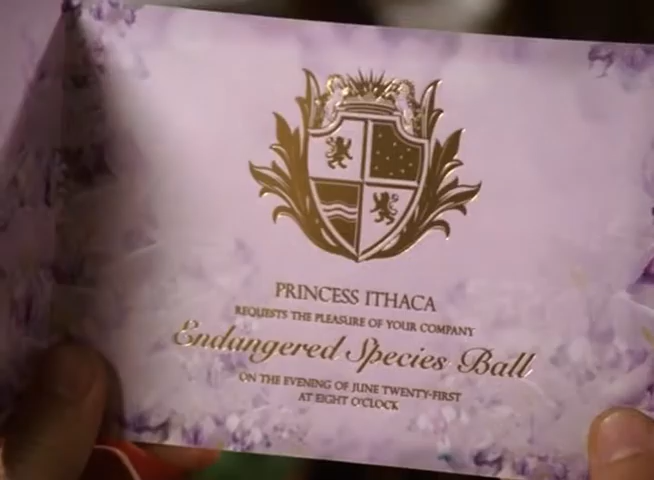 PRINCESS ITHACA
REQUESTS THE PLEASURE OF YOUR COMPANY
Endangered Species Ball
ON THE EVENING OF JUNE TWENTY-FIRST
AT EIGHT O'CLOCK